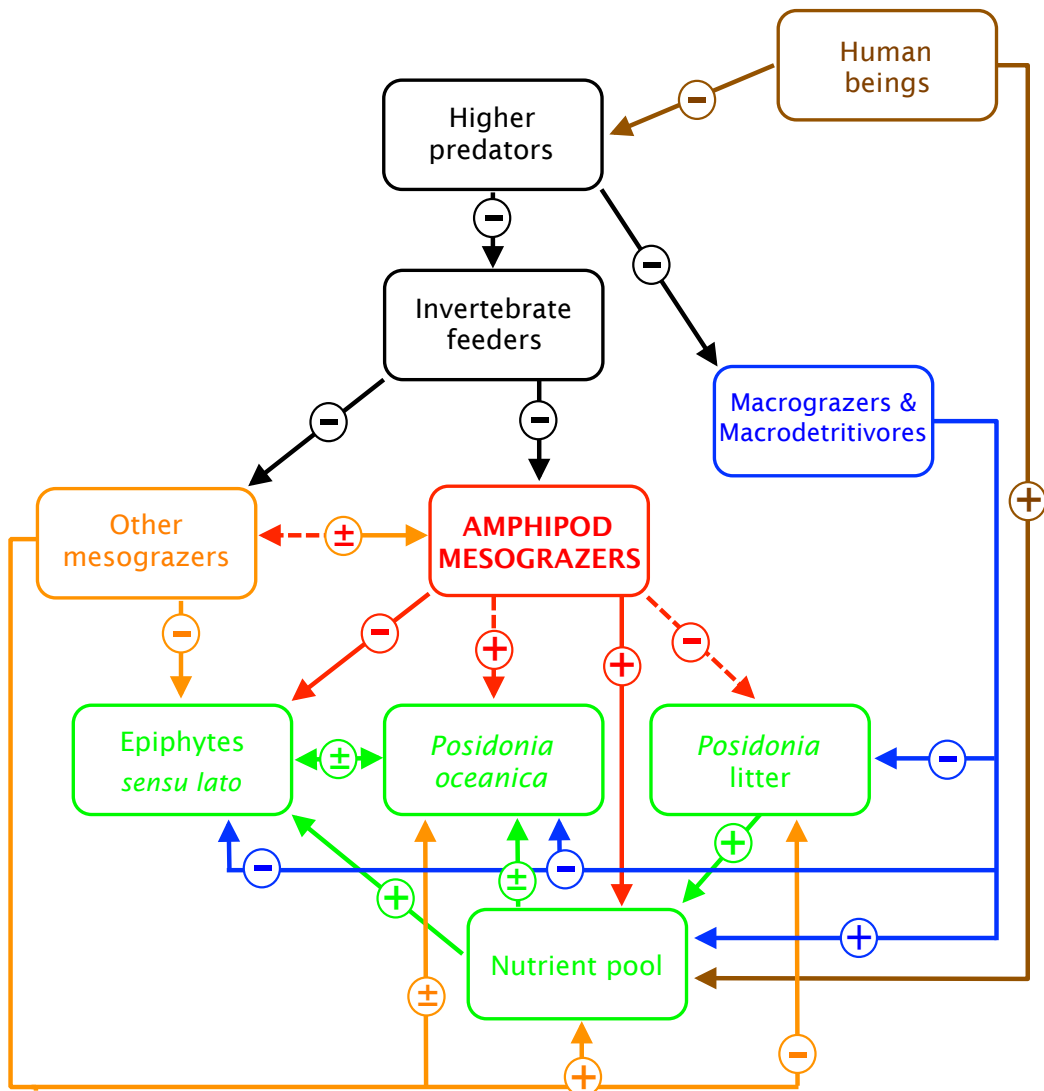 Human
beings
−
Higher
predators
−
−
Invertebrate
feeders
−
−
Macrograzers &
Macrodetritivores
+
Other
mesograzers
±
AMPHIPOD
MESOGRAZERS
−
−
+
+
−
Epiphytes
sensu lato
±
Posidonia
oceanica
Posidonia
litter
−
+
−
±
−
+
+
Nutrient pool
±
+
−